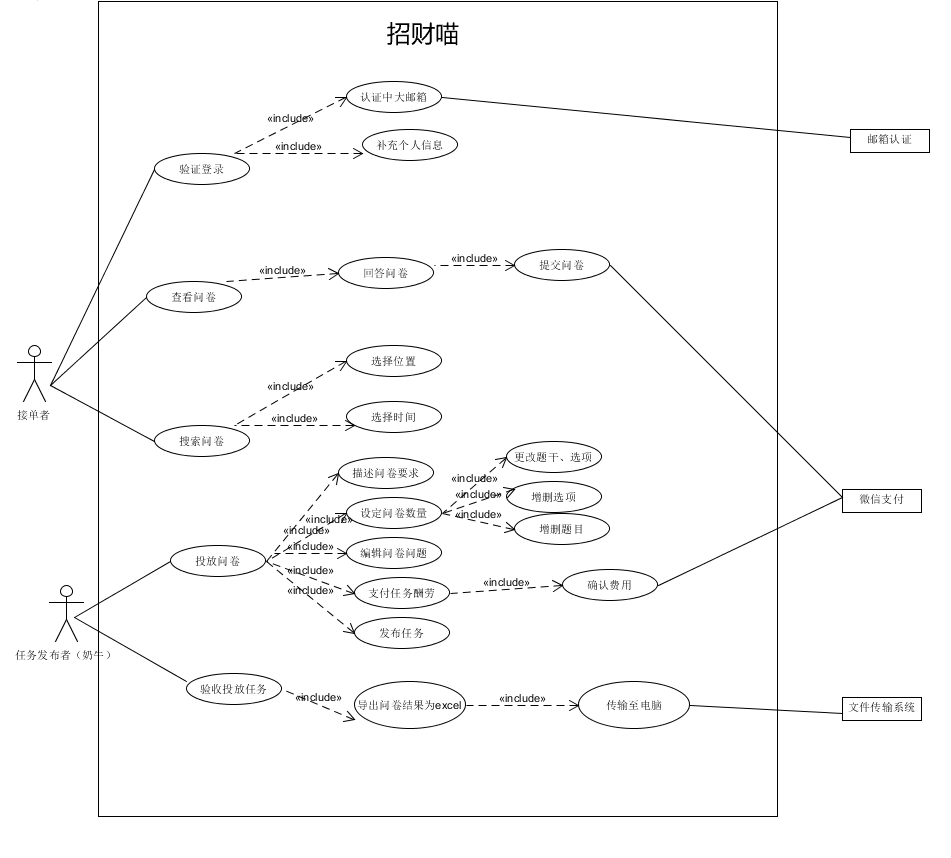 招财喵
认证中大邮箱
«include»
邮箱认证
补充个人信息
«include»
验证登录
提交问卷
«include»
回答问卷
«include»
查看问卷
选择位置
«include»
接单者
选择时间
«include»
搜索问卷
更改题干、选项
描述问卷要求
«include»
«include»
增删选项
微信支付
设定问卷数量
«include»
«include»
增删题目
«include»
«include»
编辑问卷问题
投放问卷
«include»
«include»
确认费用
«include»
支付任务酬劳
发布任务
任务发布者（奶牛）
验收投放任务
«include»
导出问卷结果为excel
«include»
传输至电脑
文件传输系统